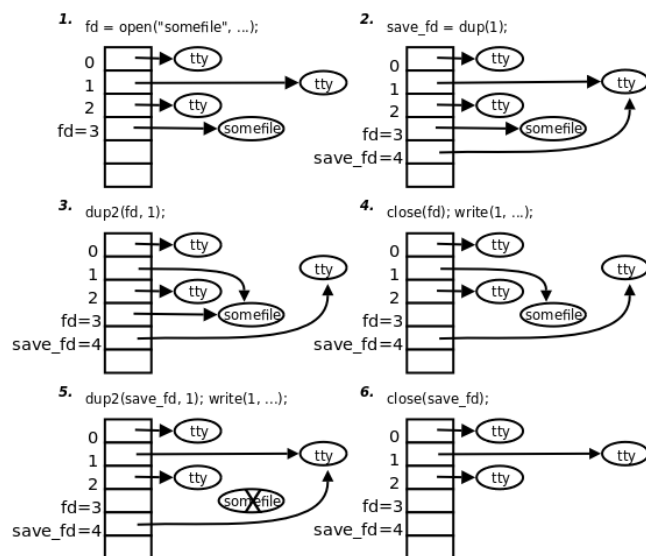 1. fd = open("somefile", ...);
0
tty
1
tty
2
tty
fd=3
somefile
2. save_fd = dup(1);
0
tty
1
tty
2
tty
fd=3
somefile
save_fd=4
3. dup2(fd, 1);
0
tty
1
tty
2
tty
fd=3
somefile
save_fd=4
4. close(fd); write(1, ...);
0
tty
1
tty
2
tty
fd=3
somefile
save_fd=4
5. dup2(save_fd, 1); write(1, ...);
0
tty
1
tty
2
tty
fd=3
somefile
save_fd=4
6. close(save_fd);
0
tty
1
tty
2
tty
fd=3
save_fd=4